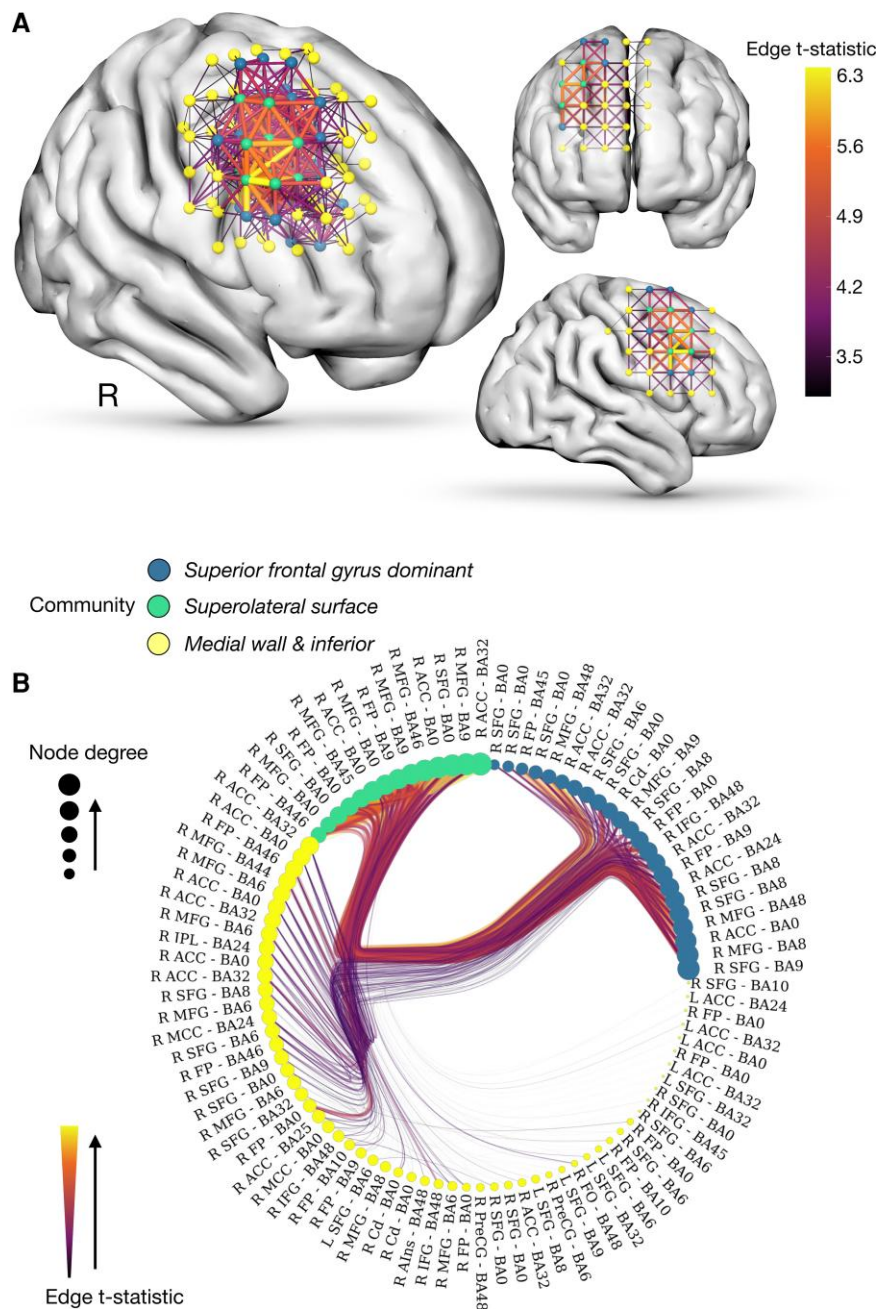 A
Edge t-statistic
6.3
5.6
4.9
4.2
3.5
R
Community
Superior frontal gyrus dominant
Superolateral surface
Medial wall & inferior
B
Node degree
Edge t-statistic
R SFG - BA0
R SFG - BA0
R FP - BA45
R SFG - BA0
R MFG - BA48
R ACC - BA32
R ACC - BA32
R SFG - BA6
R SFG - BA0
R Cd - BA0
R MFG - BA9
R SFG - BA8
R FP - BA0
R IFG - BA48
R ACC - BA32
R FP - BA9
R ACC - BA24
R SFG - BA8
R SFG - BA8
R MFG - BA48
R ACC - BA0
R MFG - BA8
R SFG - BA9
R SFG - BA10
L ACC - BA24
R FP - BA0
L ACC - BA32
L ACC - BA0
R FP - BA0
L ACC - BA32
L SFG - BA32
R SFG - BA0
R IFG - BA45
R SFG - BA6
R FP - BA0
R SFG - BA6
R FP - BA10
L SFG - BA6
L SFG - BA32
R FO - BA48
L SFG - BA9
R PreCG - BA6
L SFG - BA8
R ACC - BA32
R SFG - BA0
R SFG - BA0
R PreCG - BA48
R FP - BA0
R MFG - BA6
R IFG - BA48
R AIns - BA48
R Cd - BA0
R Cd - BA0
R MFG - BA8
L SFG - BA6
R FP - BA9
R FP - BA10
R IFG - BA48
R MCC - BA0
R ACC - BA25
R FP - BA0
R SFG - BA32
R MFG - BA6
R SFG - BA0
R SFG - BA9
R FP - BA46
R SFG - BA6
R MCC - BA24
R MFG - BA6
R SFG - BA8
R ACC - BA32
R ACC - BA0
R IPL - BA24
R MFG - BA6
R ACC - BA32
R ACC - BA0
R MFG - BA6
R MFG - BA44
R FP - BA46
R ACC - BA0
R ACC - BA32
R FP - BA46
R MFG - BA0
R SFG - BA0
R FP - BA0
R MFG - BA45
R ACC - BA0
R MFG - BA0
R FP - BA9
R MFG - BA9
R MFG - BA46
R ACC - BA0
R SFG - BA0
R MFG - BA9
R ACC - BA32